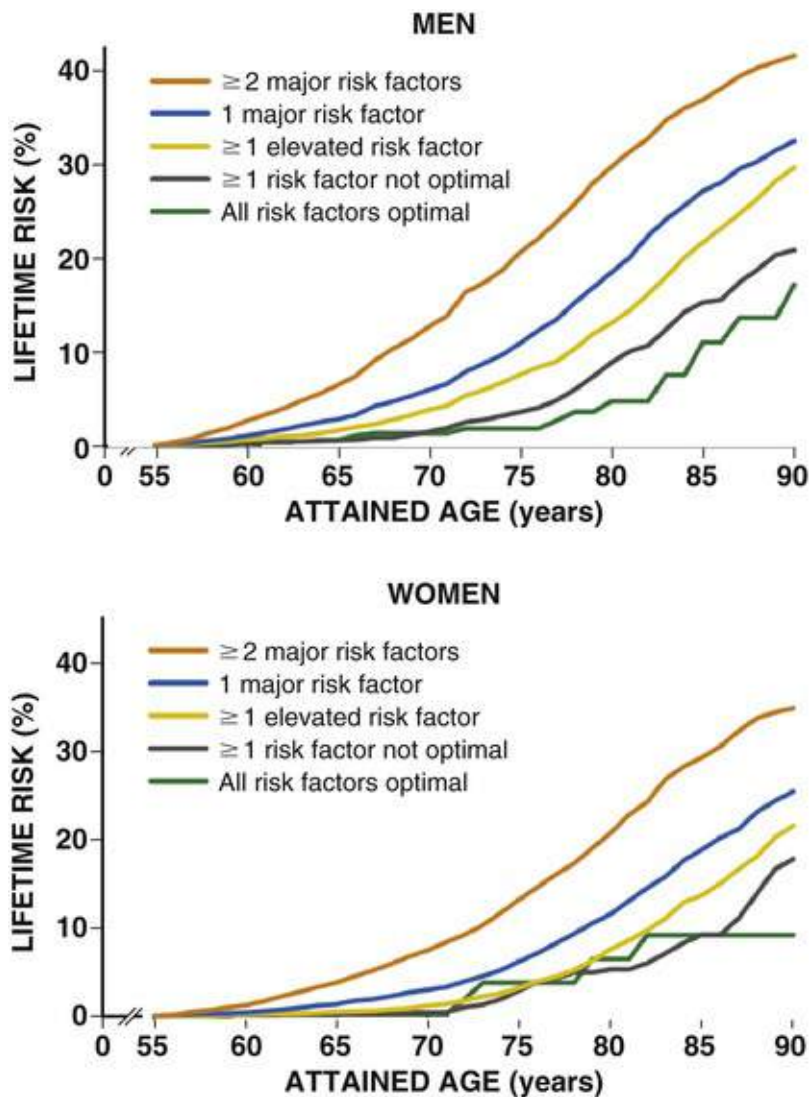 MEN
≥ 2 major risk factors
1 major risk factor
≥ 1 elevated risk factor
≥ 1 risk factor not optimal
All risk factors optimal
LIFETIME RISK (%)
40
30
20
10
0
0 55 60 65 70 75 80 85 90
ATTAINED AGE (years)
WOMEN
≥ 2 major risk factors
1 major risk factor
≥ 1 elevated risk factor
≥ 1 risk factor not optimal
All risk factors optimal
LIFETIME RISK (%)
40
30
20
10
0
0 55 60 65 70 75 80 85 90
ATTAINED AGE (years)